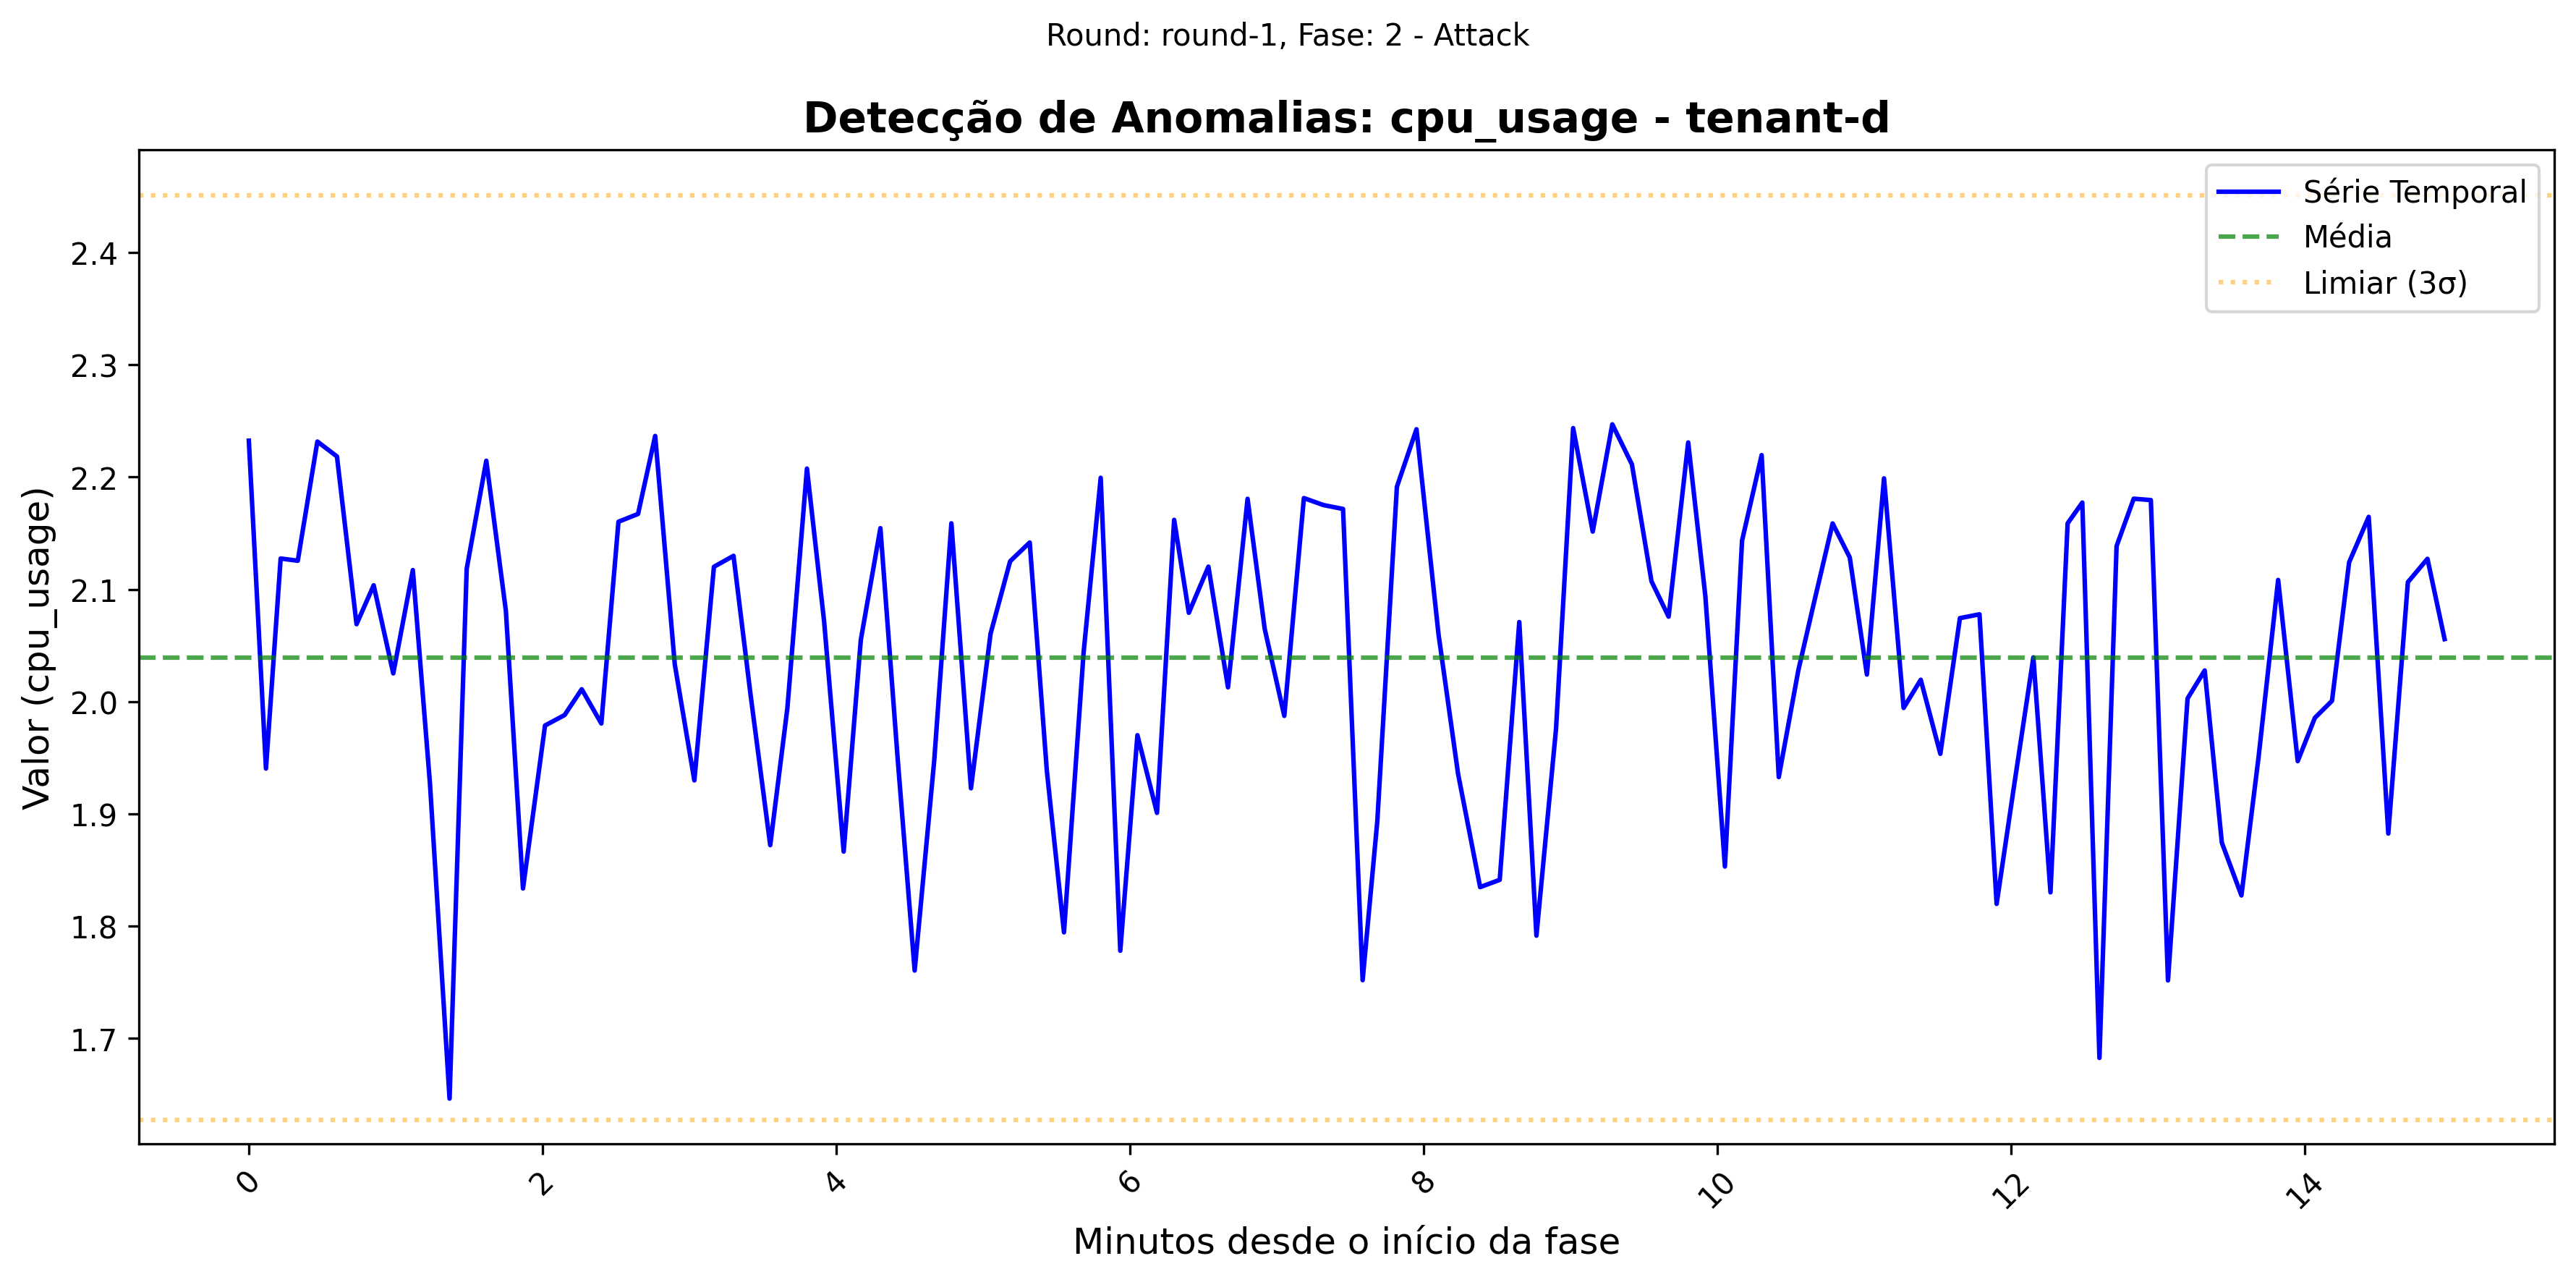 Round: round-1, Fase: 2 - Attack
Detecção de Anomalias: cpu_usage - tenant-d
Série Temporal
Média
Limiar (3σ)
Valor (cpu_usage)
2.4
2.3
2.2
2.1
2.0
1.9
1.8
1.7
0
2
4
6
8
10
12
14
Minutos desde o início da fase